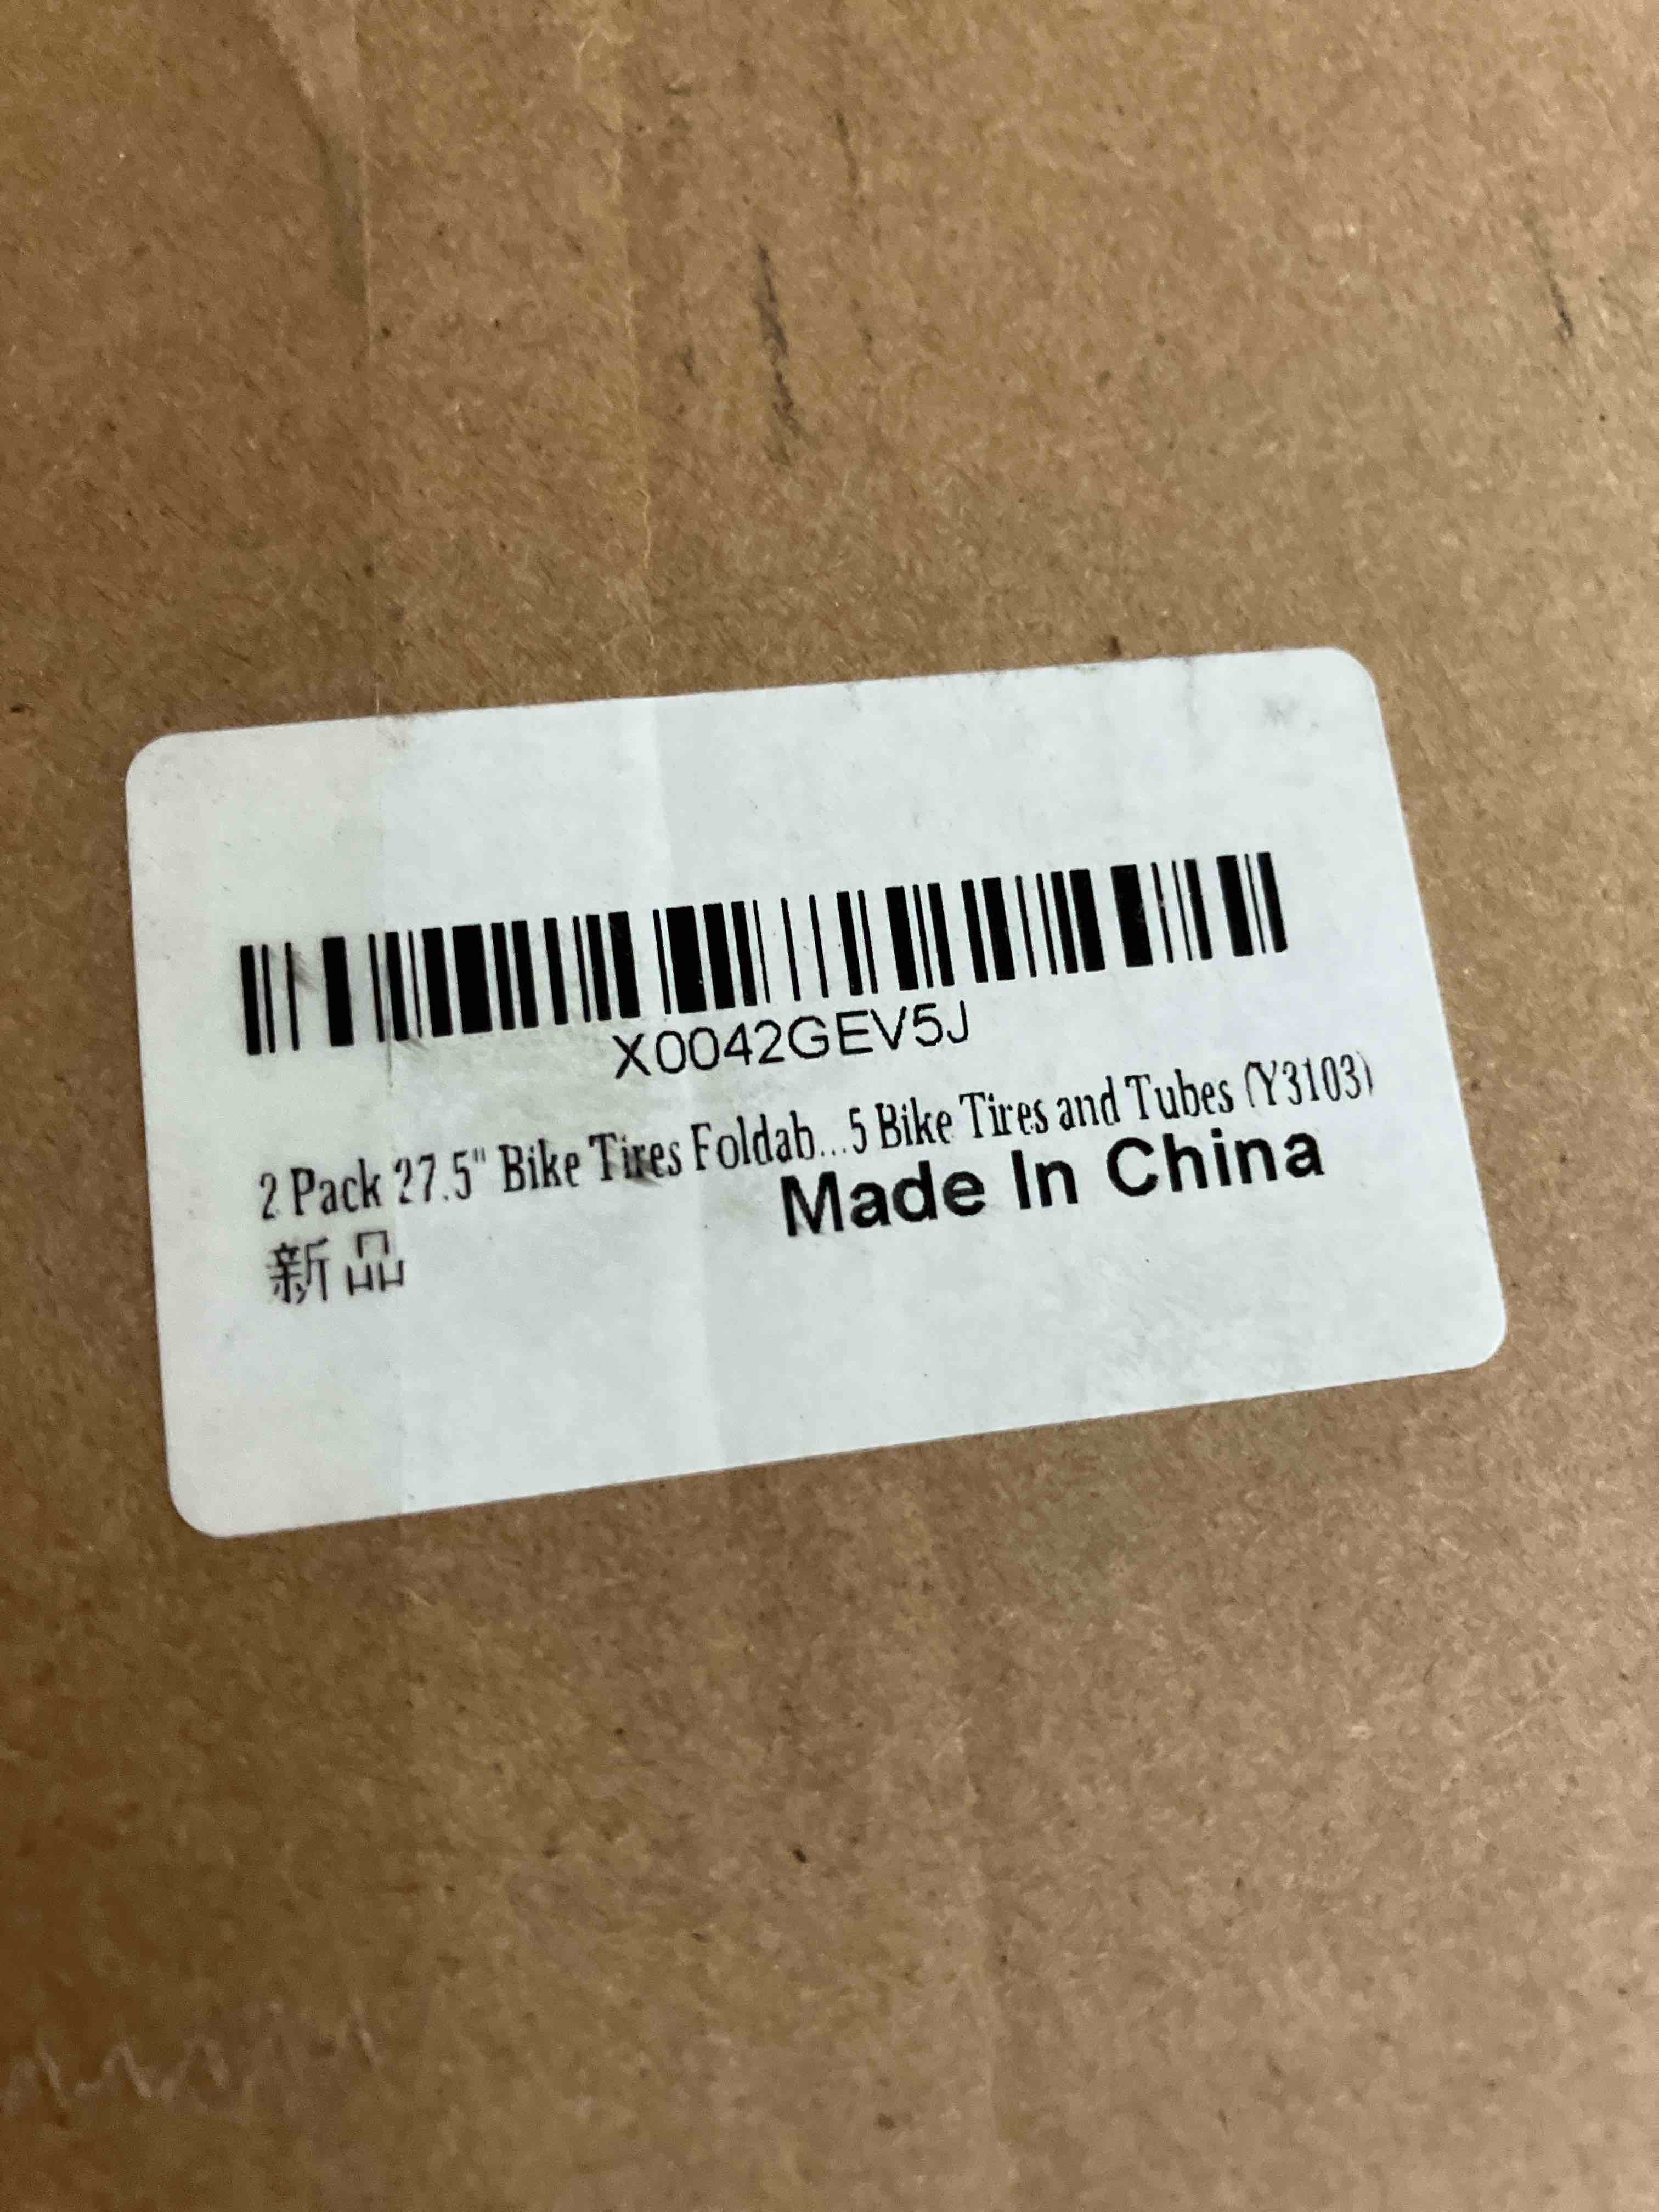 X0042GEV5J
2 Pack 27.5" Bike Tires Foldab...5 Bike Tires and Tubes (Y3103)
新品
Made In China